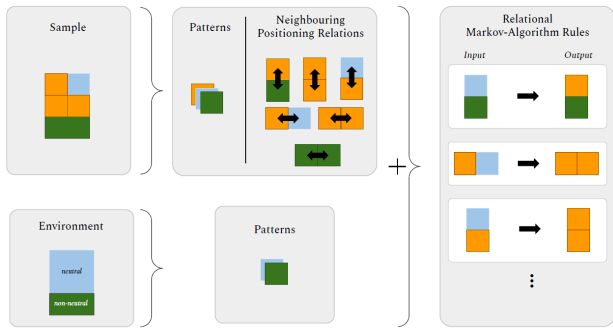 Sample
Patterns
Neighbouring
Positioning Relations
Relational
Markov-Algorithm Rules
Input
Output
Environment
neutral
non-neutral
Patterns